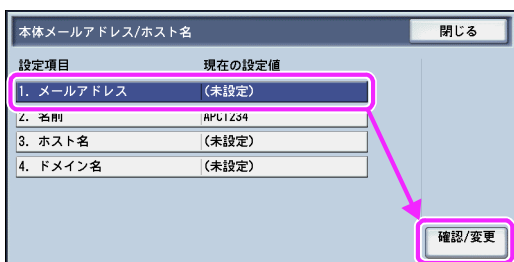 本体メールアドレス/ホスト名 閉じる
設定項目 現在の設定値
1. メールアドレス (未設定)
2. 名前 APC1234
3. ホスト名 (未設定)
4. ドメイン名 (未設定)
確認/変更